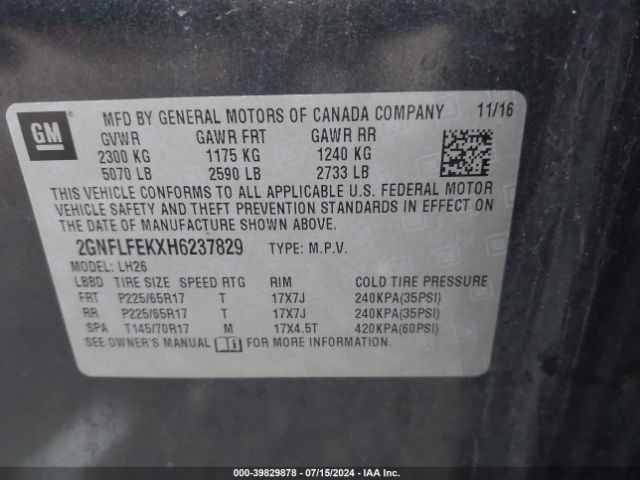 GM
MFD BY GENERAL MOTORS OF CANADA COMPANY 11/16
GVWR GAWR FRT GAWR RR
2300 KG 1175 KG 1240 KG
5070 LB 2590 LB 2733 LB
THIS VEHICLE CONFORMS TO ALL APPLICABLE U.S. FEDERAL MOTOR
VEHICLE SAFETY AND THEFT PREVENTION STANDARDS IN EFFECT ON
THE DATE OF MANUFACTURE SHOWN ABOVE.
2GNFLFEKXH6237829 TYPE: M.P.V.
MODEL: LH26
LBBD TIRE SIZE SPEED RTG RIM COLD TIRE PRESSURE
FRT P225/65R17 T 17X7J 240KPA(35PSI)
RR P225/65R17 T 17X7J 240KPA(35PSI)
SPA T145/70R17 M 17X4.5T 420KPA(60PSI)
SEE OWNER'S MANUAL FOR MORE INFORMATION.
000-39829878 - 07/15/2024 - IAA Inc.